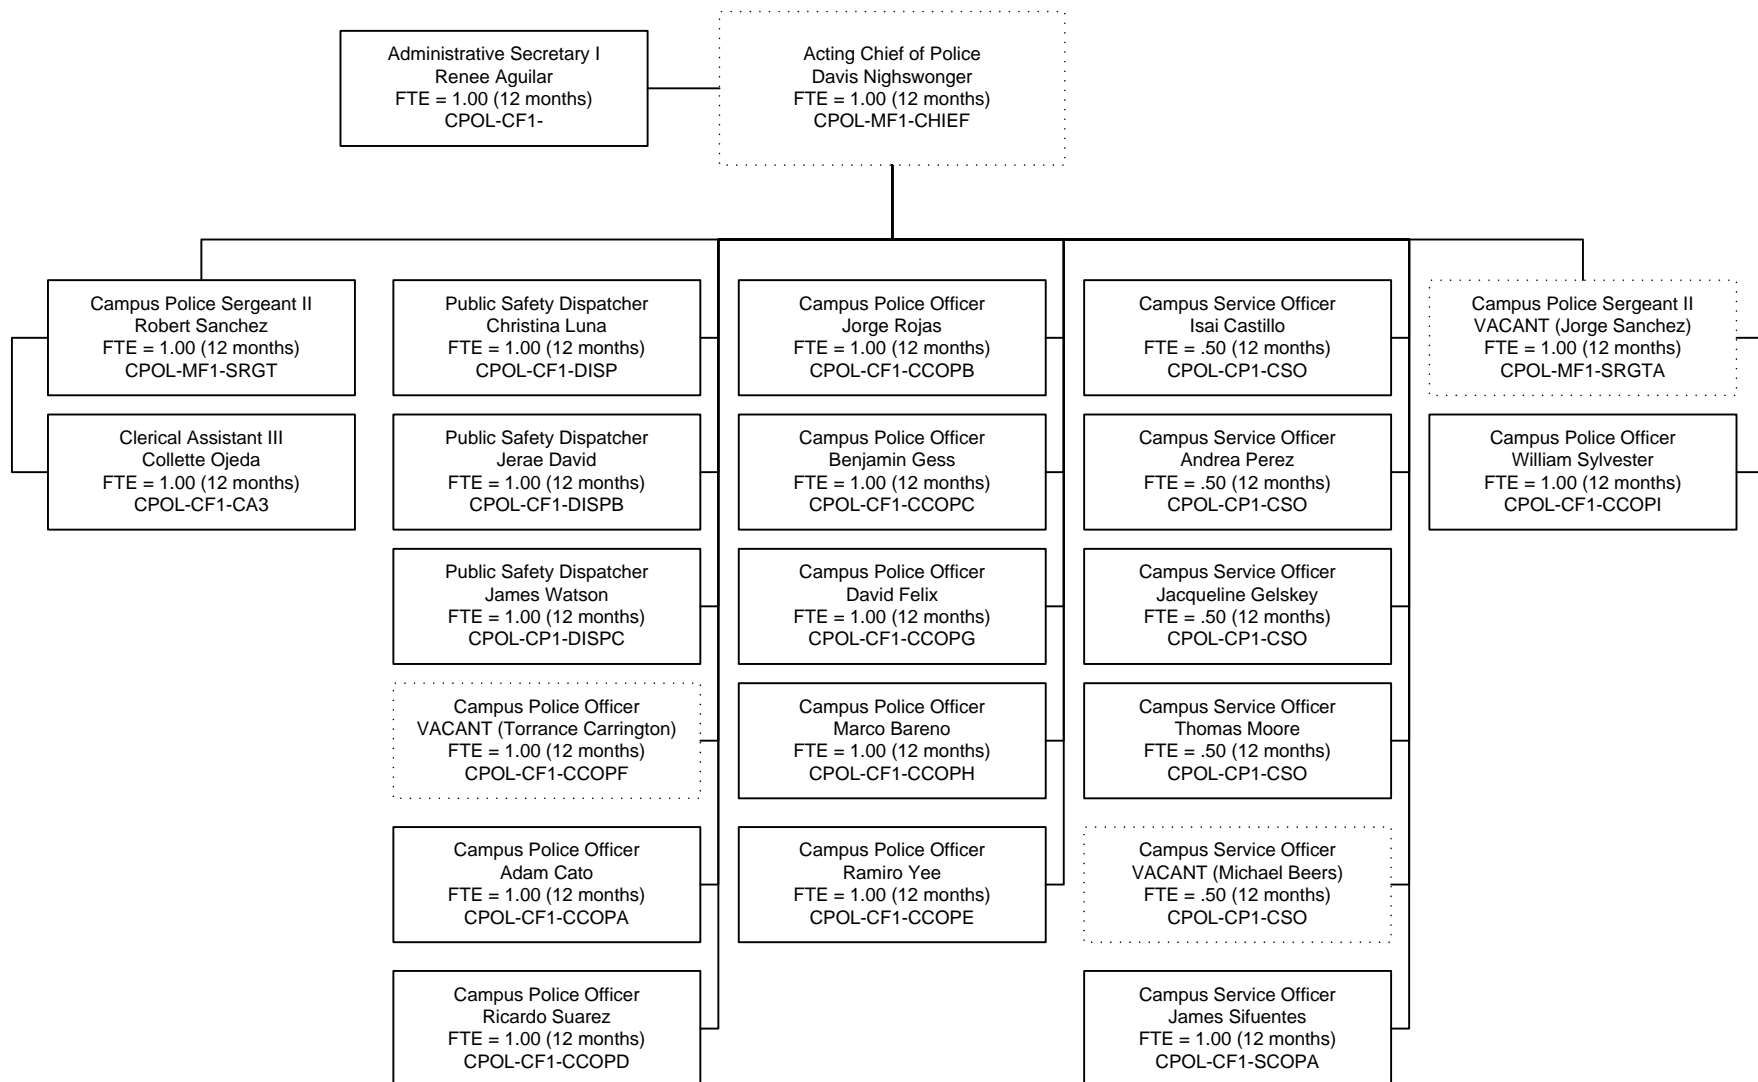 Administrative Secretary I
Renee Aguilar
FTE = 1.00 (12 months)
CPOL-CF1-
Acting Chief of Police
Davis Nighswonger
FTE = 1.00 (12 months)
CPOL-MF1-CHIEF
Campus Police Sergeant II
Robert Sanchez
FTE = 1.00 (12 months)
CPOL-MF1-SRGT
Clerical Assistant III
Collette Ojeda
FTE = 1.00 (12 months)
CPOL-CF1-CA3
Public Safety Dispatcher
Christina Luna
FTE = 1.00 (12 months)
CPOL-CF1-DISP
Public Safety Dispatcher
Jerae David
FTE = 1.00 (12 months)
CPOL-CF1-DISPB
Public Safety Dispatcher
James Watson
FTE = 1.00 (12 months)
CPOL-CP1-DISPC
Campus Police Officer
VACANT (Torrance Carrington)
FTE = 1.00 (12 months)
CPOL-CF1-CCOPF
Campus Police Officer
Adam Cato
FTE = 1.00 (12 months)
CPOL-CF1-CCOPA
Campus Police Officer
Ricardo Suarez
FTE = 1.00 (12 months)
CPOL-CF1-CCOPD
Campus Police Officer
Jorge Rojas
FTE = 1.00 (12 months)
CPOL-CF1-CCOPB
Campus Police Officer
Benjamin Gess
FTE = 1.00 (12 months)
CPOL-CF1-CCOPC
Campus Police Officer
David Felix
FTE = 1.00 (12 months)
CPOL-CF1-CCOPG
Campus Police Officer
Marco Bareno
FTE = 1.00 (12 months)
CPOL-CF1-CCOPH
Campus Police Officer
Ramiro Yee
FTE = 1.00 (12 months)
CPOL-CF1-CCOPE
Campus Service Officer
Isai Castillo
FTE = .50 (12 months)
CPOL-CP1-CSO
Campus Service Officer
Andrea Perez
FTE = .50 (12 months)
CPOL-CP1-CSO
Campus Service Officer
Jacqueline Gelskey
FTE = .50 (12 months)
CPOL-CP1-CSO
Campus Service Officer
Thomas Moore
FTE = .50 (12 months)
CPOL-CP1-CSO
Campus Service Officer
VACANT (Michael Beers)
FTE = .50 (12 months)
CPOL-CP1-CSO
Campus Service Officer
James Sifuentes
FTE = 1.00 (12 months)
CPOL-CF1-SCOPA
Campus Police Sergeant II
VACANT (Jorge Sanchez)
FTE = 1.00 (12 months)
CPOL-MF1-SRGTA
Campus Police Officer
William Sylvester
FTE = 1.00 (12 months)
CPOL-CF1-CCOPI